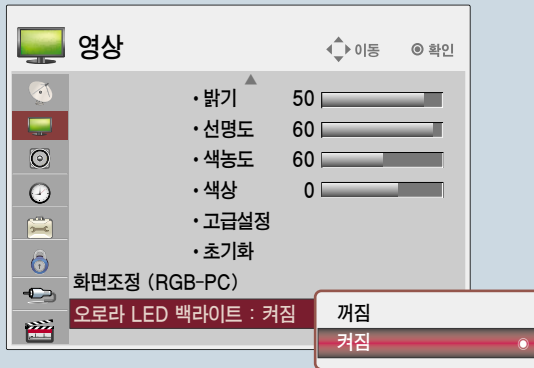 영상
이동 확인
· 밝기 50
· 선명도 60
· 색농도 60
· 색상 0
· 고급설정
· 초기화
화면조정 (RGB-PC)
오로라 LED 백라이트 : 켜짐
꺼짐
켜짐